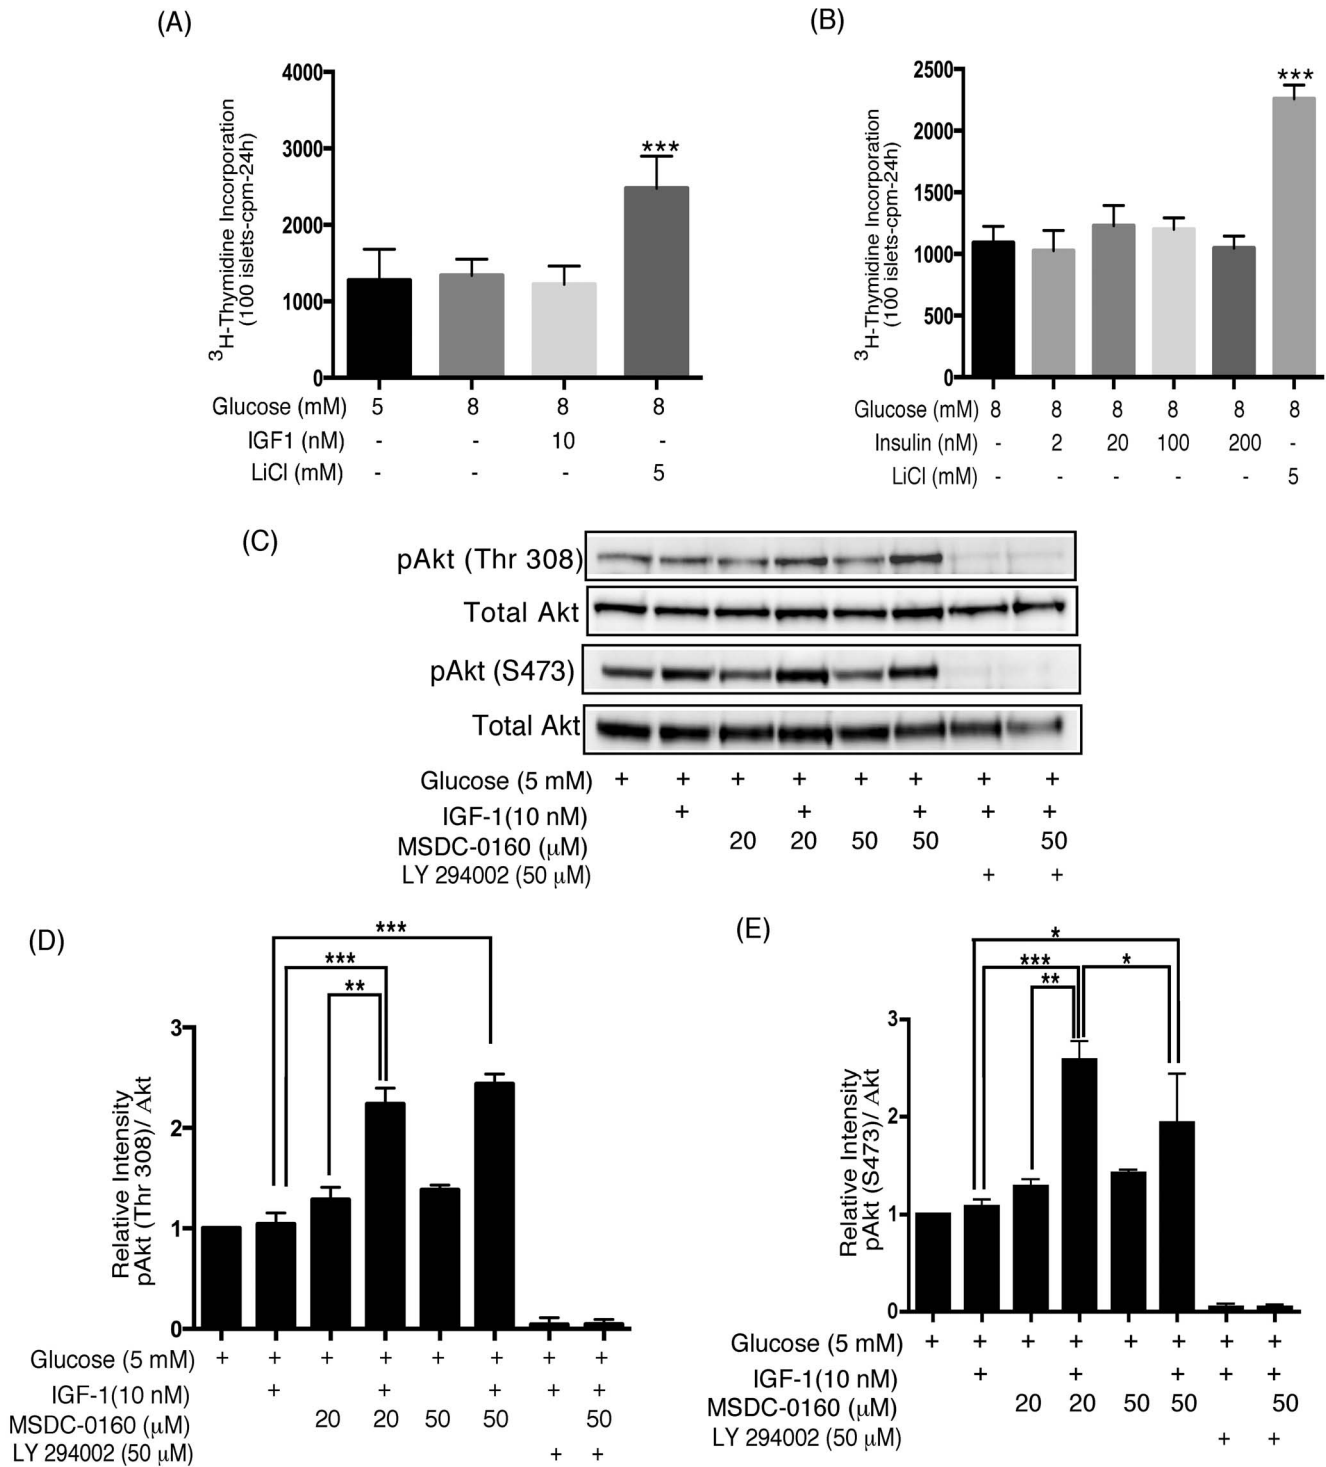 (A)
4000
3000
2000
1000
0
³H-Thymidine Incorporation
(100 islets-cpm-24h)
***
Glucose (mM) 5 8 8 8
IGF1 (nM) - - 10 -
LiCl (mM) - - - 5
(B)
2500
2000
1500
1000
500
0
³H-Thymidine Incorporation
(100 islets-cpm-24h)
***
Glucose (mM) 8 8 8 8 8 8
Insulin (nM) - 2 20 100 200 -
LiCl (mM) - - - - - 5
(C)
pAkt (Thr 308)
Total Akt
pAkt (S473)
Total Akt
Glucose (5 mM) + + + + + + + +
IGF-1(10 nM) + + + + +
MSDC-0160 (µM) 20 20 50 50 50
LY 294002 (50 µM) + +
(D)
***
***
**
3
2
1
0
Relative Intensity
pAkt (Thr 308)/ Akt
Glucose (5 mM) + + + + + + + +
IGF-1(10 nM) + + + + +
MSDC-0160 (µM) 20 20 50 50 50
LY 294002 (50 µM) + +
(E)
*
*** *
**
3
2
1
0
Relative Intensity
pAkt (S473)/ Akt
Glucose (5 mM) + + + + + + + +
IGF-1(10 nM) + + + + +
MSDC-0160 (µM) 20 20 50 50 50
LY 294002 (50 µM) + +